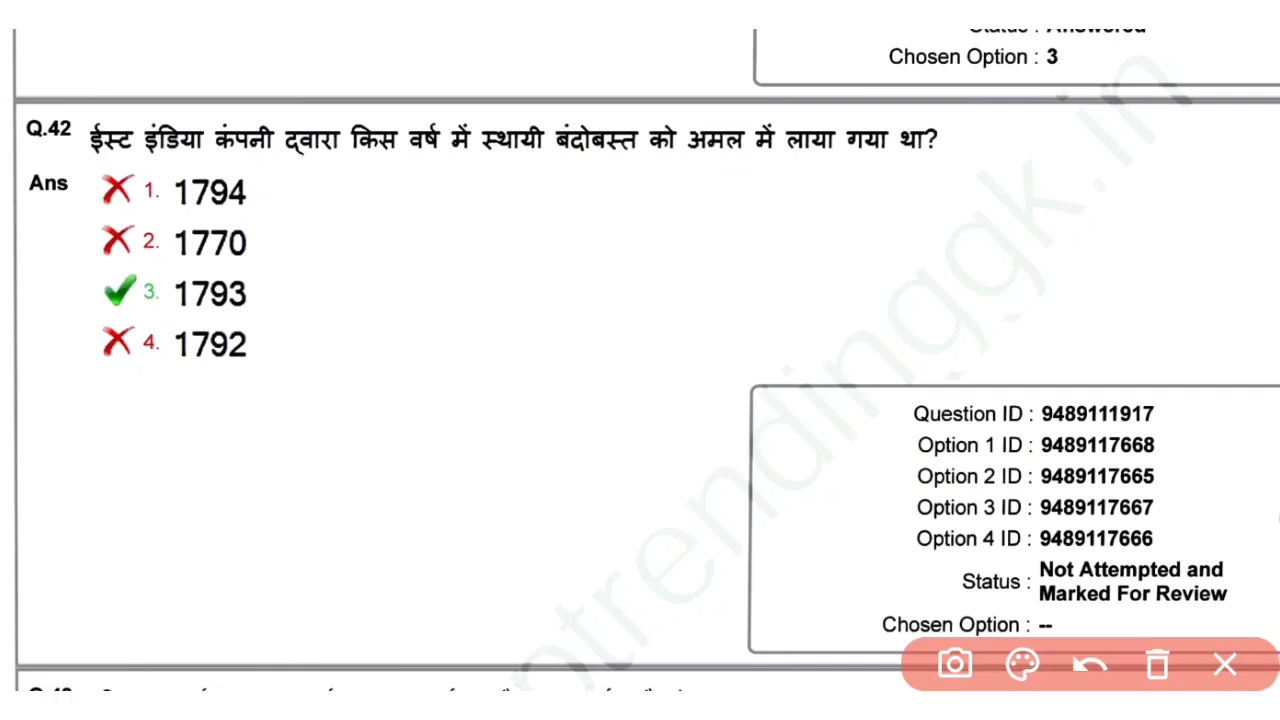 Chosen Option : 3
Q.42 ईस्ट इंडिया कंपनी द्वारा किस वर्ष में स्थायी बंदोबस्त को अमल में लाया गया था?
Ans 1. 1794
2. 1770
3. 1793
4. 1792
Question ID : 9489111917
Option 1 ID : 9489117668
Option 2 ID : 9489117665
Option 3 ID : 9489117667
Option 4 ID : 9489117666
Status : Not Attempted and
Marked For Review
Chosen Option : --